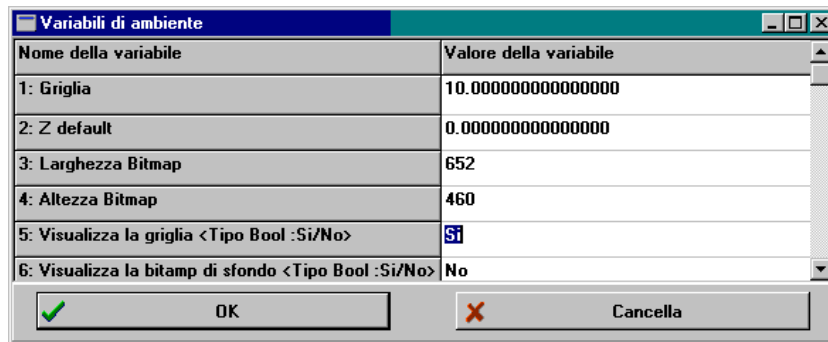 Variabili di ambiente
Nome della variabile Valore della variabile
1: Griglia 10.000000000000000
2: Z default 0.000000000000000
3: Larghezza Bitmap 652
4: Altezza Bitmap 460
5: Visualizza la griglia <Tipo Bool :Si/No> Si
6: Visualizza la bitamp di sfondo <Tipo Bool :Si/No> No
OK Cancella